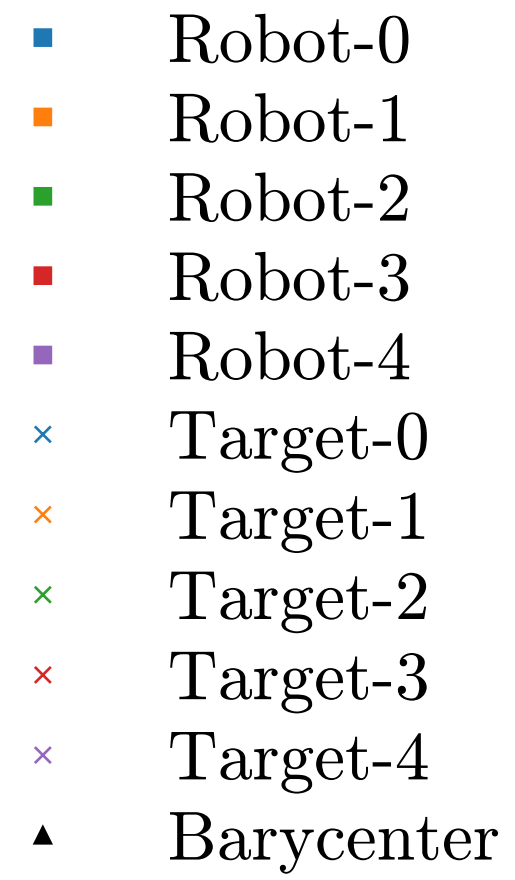 Robot-0
Robot-1
Robot-2
Robot-3
Robot-4
Target-0
Target-1
Target-2
Target-3
Target-4
Barycenter